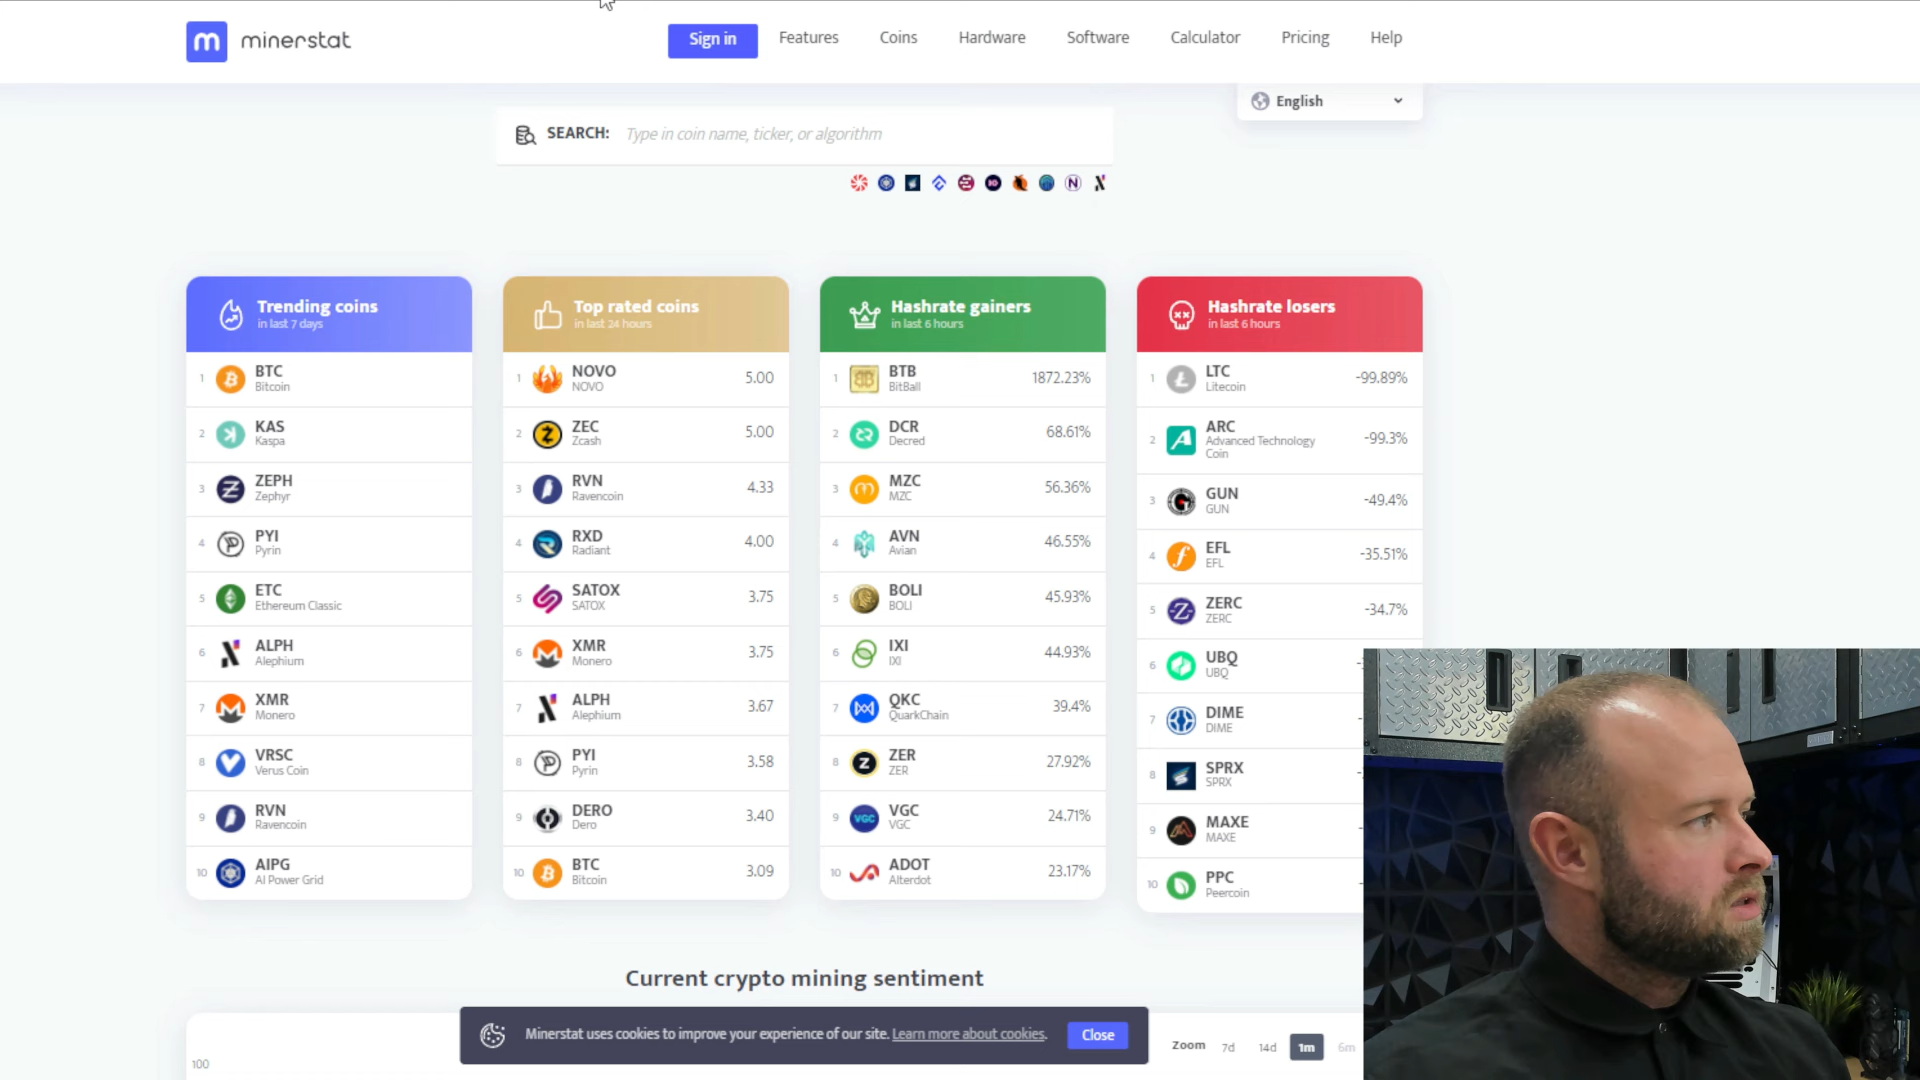 minerstat
Sign in
Features
Coins
Hardware
Software
Calculator
Pricing
Help
English
SEARCH:
Type in coin name, ticker, or algorithm
Trending coins
in last 7 days
1
BTC
Bitcoin
2
KAS
Kaspa
3
ZEPH
Zephyr
4
PYI
Pyrin
5
ETC
Ethereum Classic
6
ALPH
Alephium
7
XMR
Monero
8
VRSC
Verus Coin
9
RVN
Ravencoin
10
AIPG
AI Power Grid
Top rated coins
in last 24 hours
1
NOVO
5.00
NOVO
2
ZEC
5.00
Zcash
3
RVN
4.33
Ravencoin
4
RXD
4.00
Radiant
5
SATOX
3.75
SATOX
6
XMR
3.75
Monero
7
ALPH
3.67
Alephium
8
PYI
3.58
Pyrin
9
DERO
3.40
Dero
10
BTC
3.09
Bitcoin
Hashrate gainers
in last 6 hours
1
BTB
1872.23%
BitBall
2
DCR
68.61%
Decred
3
MZC
56.36%
MZC
4
AVN
46.55%
Avian
5
BOLI
45.93%
BOLI
6
IXI
44.93%
IXI
7
QKC
39.4%
QuarkChain
8
ZER
27.92%
ZER
9
VGC
24.71%
VGC
10
ADOT
23.17%
Alterdot
Hashrate losers
in last 6 hours
1
LTC
-99.89%
Litecoin
2
ARC
-99.3%
Advanced Technology
Coin
3
GUN
-49.4%
GUN
4
EFL
-35.51%
EFL
5
ZERC
-34.7%
ZERC
6
UBQ
UBQ
7
DIME
DIME
8
SPRX
SPRX
9
MAXE
MAXE
10
PPC
Peercoin
Current crypto mining sentiment
Minerstat uses cookies to improve your experience of our site. Learn more about cookies.
Close
Zoom
7d
14d
1m
6m
100